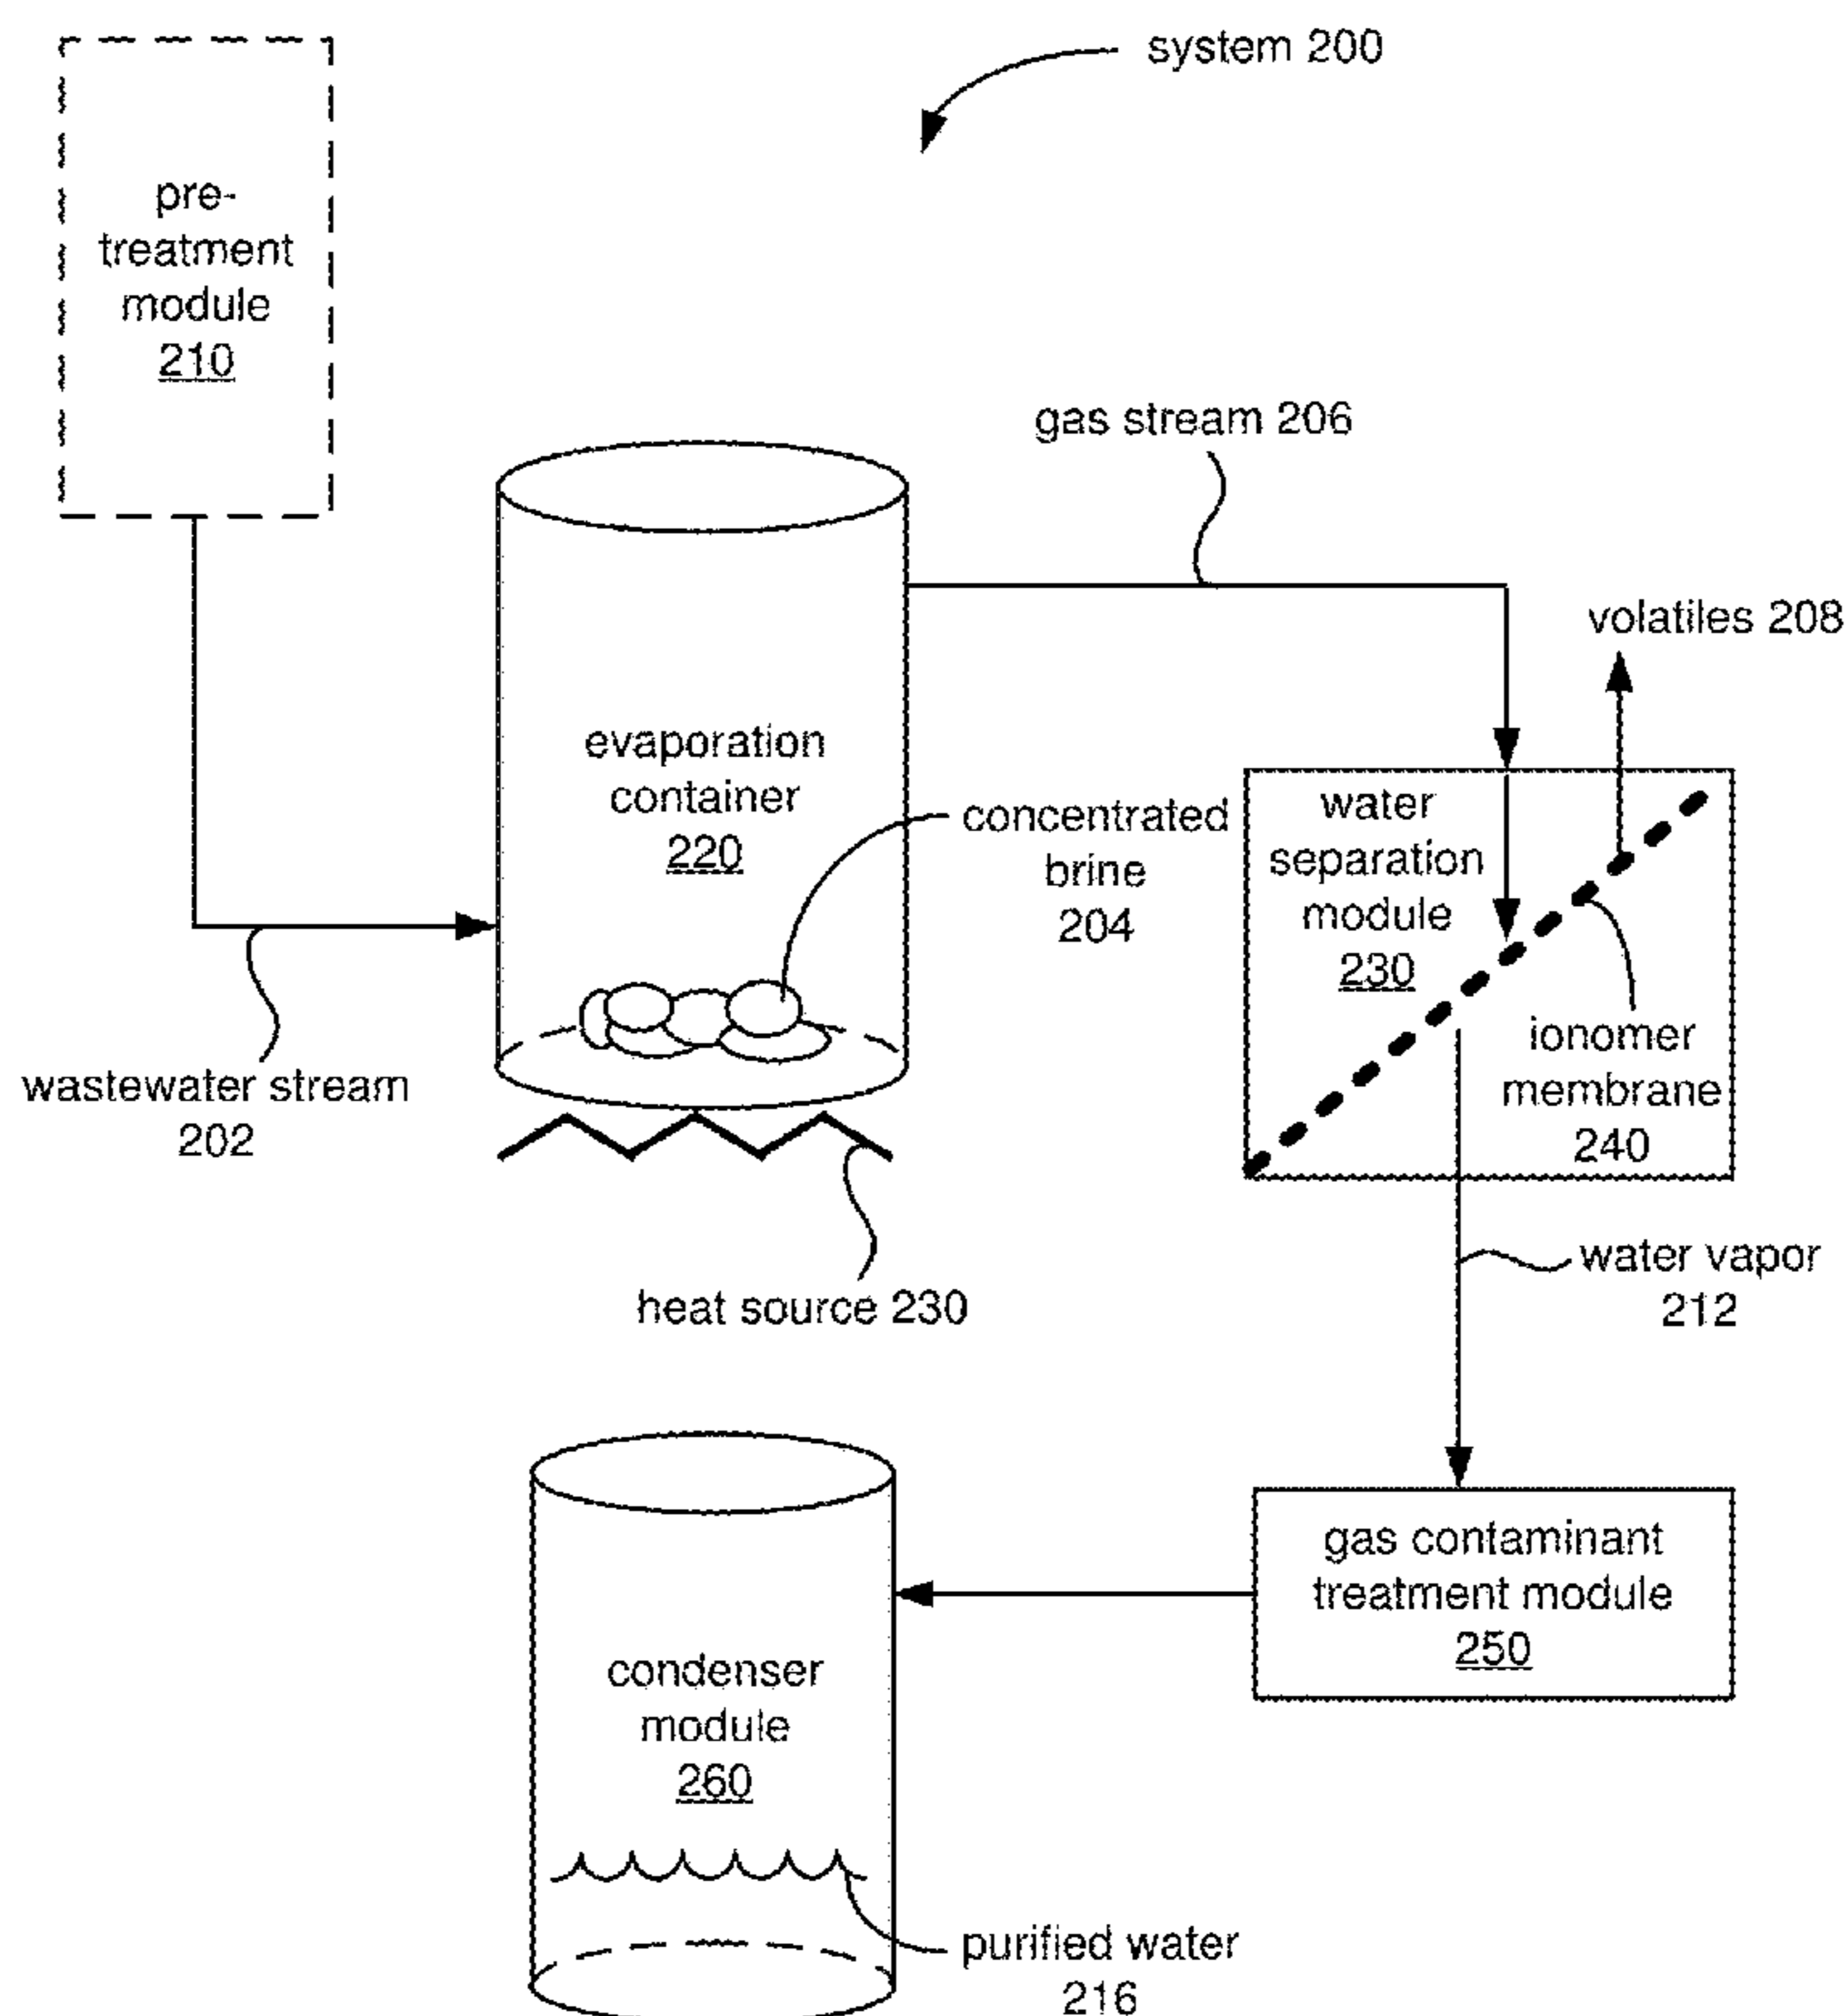 system 200
pre-
treatment
module
210
gas stream 206
volatiles 208
evaporation
container
220
concentrated
brine
204
water
separation
module
230
ionomer
membrane
240
wastewater stream
202
heat source 230
water vapor
212
gas contaminant
treatment module
250
condenser
module
260
purified water
216